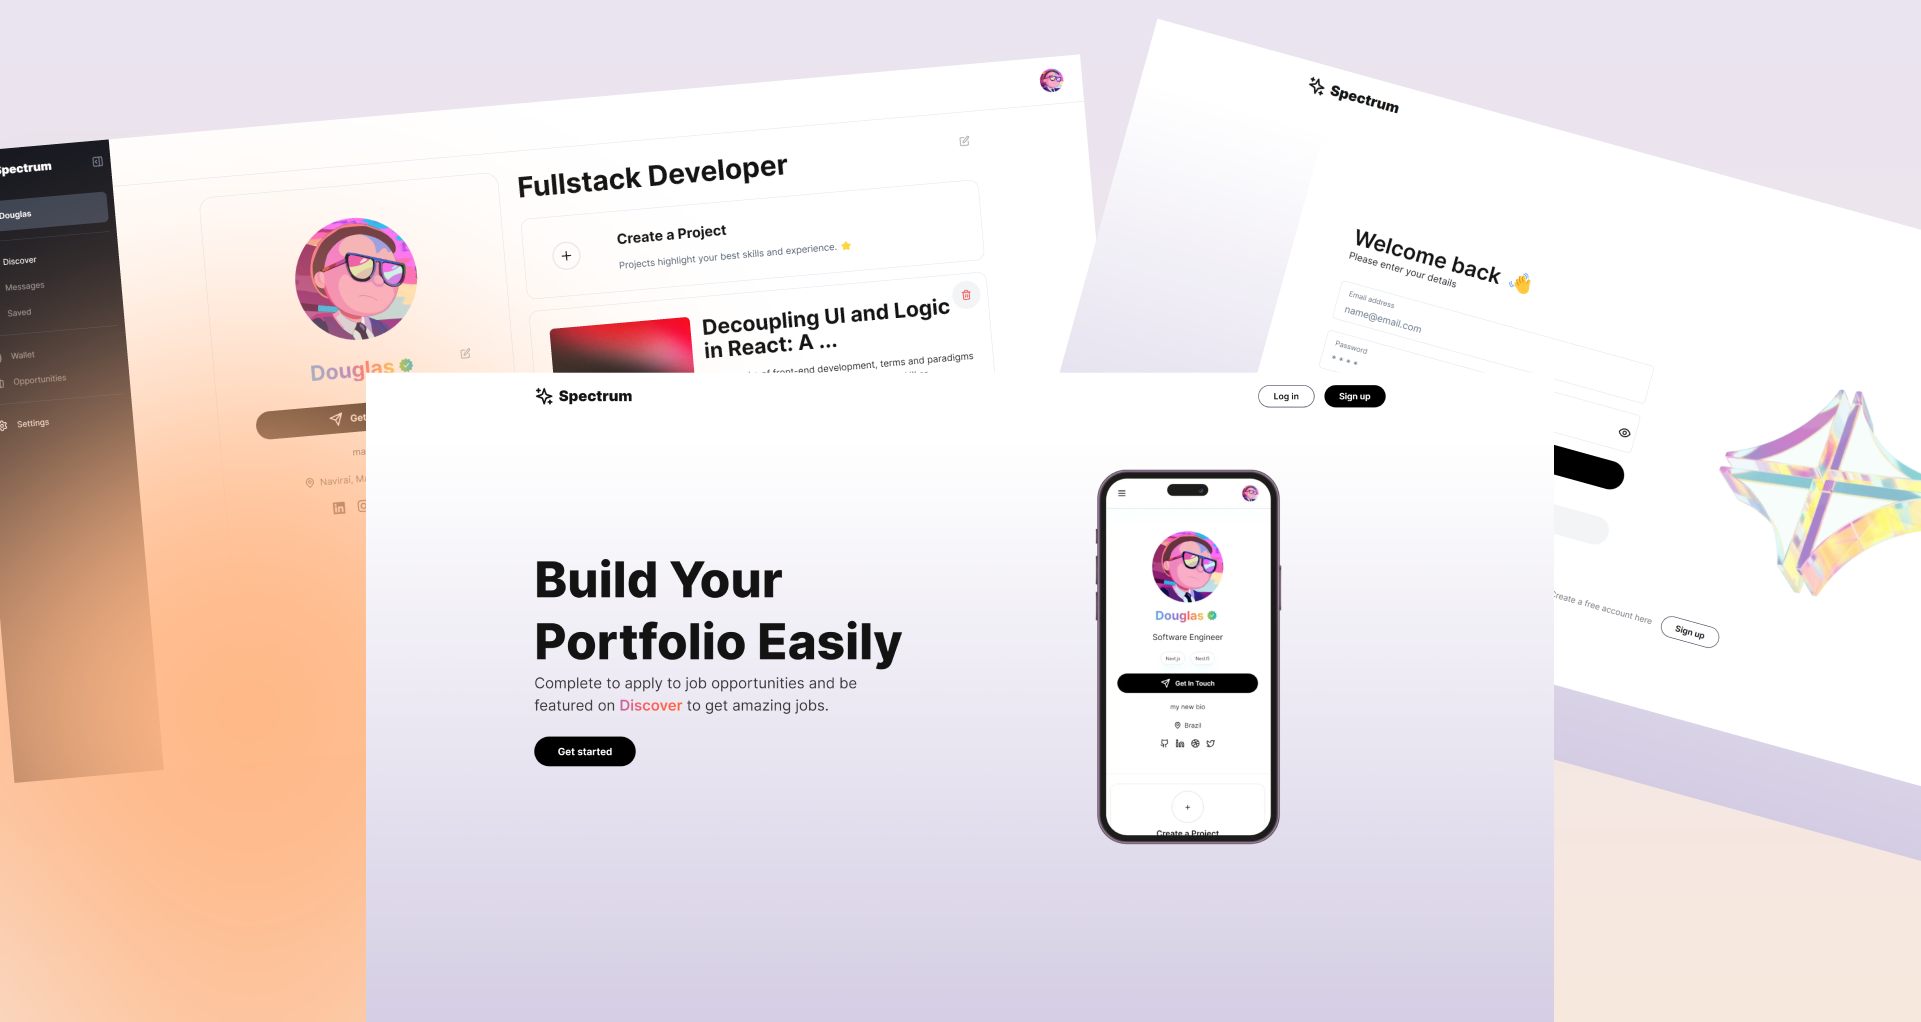 Spectrum
Douglas
Discover
Messages
Saved
Wallet
Opportunities
Settings
Douglas
Get
Naviraí,
Fullstack Developer
Create a Project
Projects highlight your best skills and experience. ⭐
Decoupling UI and Logic
in React: A ...
of front-end development, terms and paradigms
Spectrum
Welcome back 👋
Please enter your details
Email address
name@email.com
Password
Create a free account here
Sign up
Spectrum
Log in
Sign up
Build Your
Portfolio Easily
Complete to apply to job opportunities and be
featured on Discover to get amazing jobs.
Get started
Douglas
Software Engineer
Next.js
Get In Touch
my new bio
Brazil
+
Create a Project